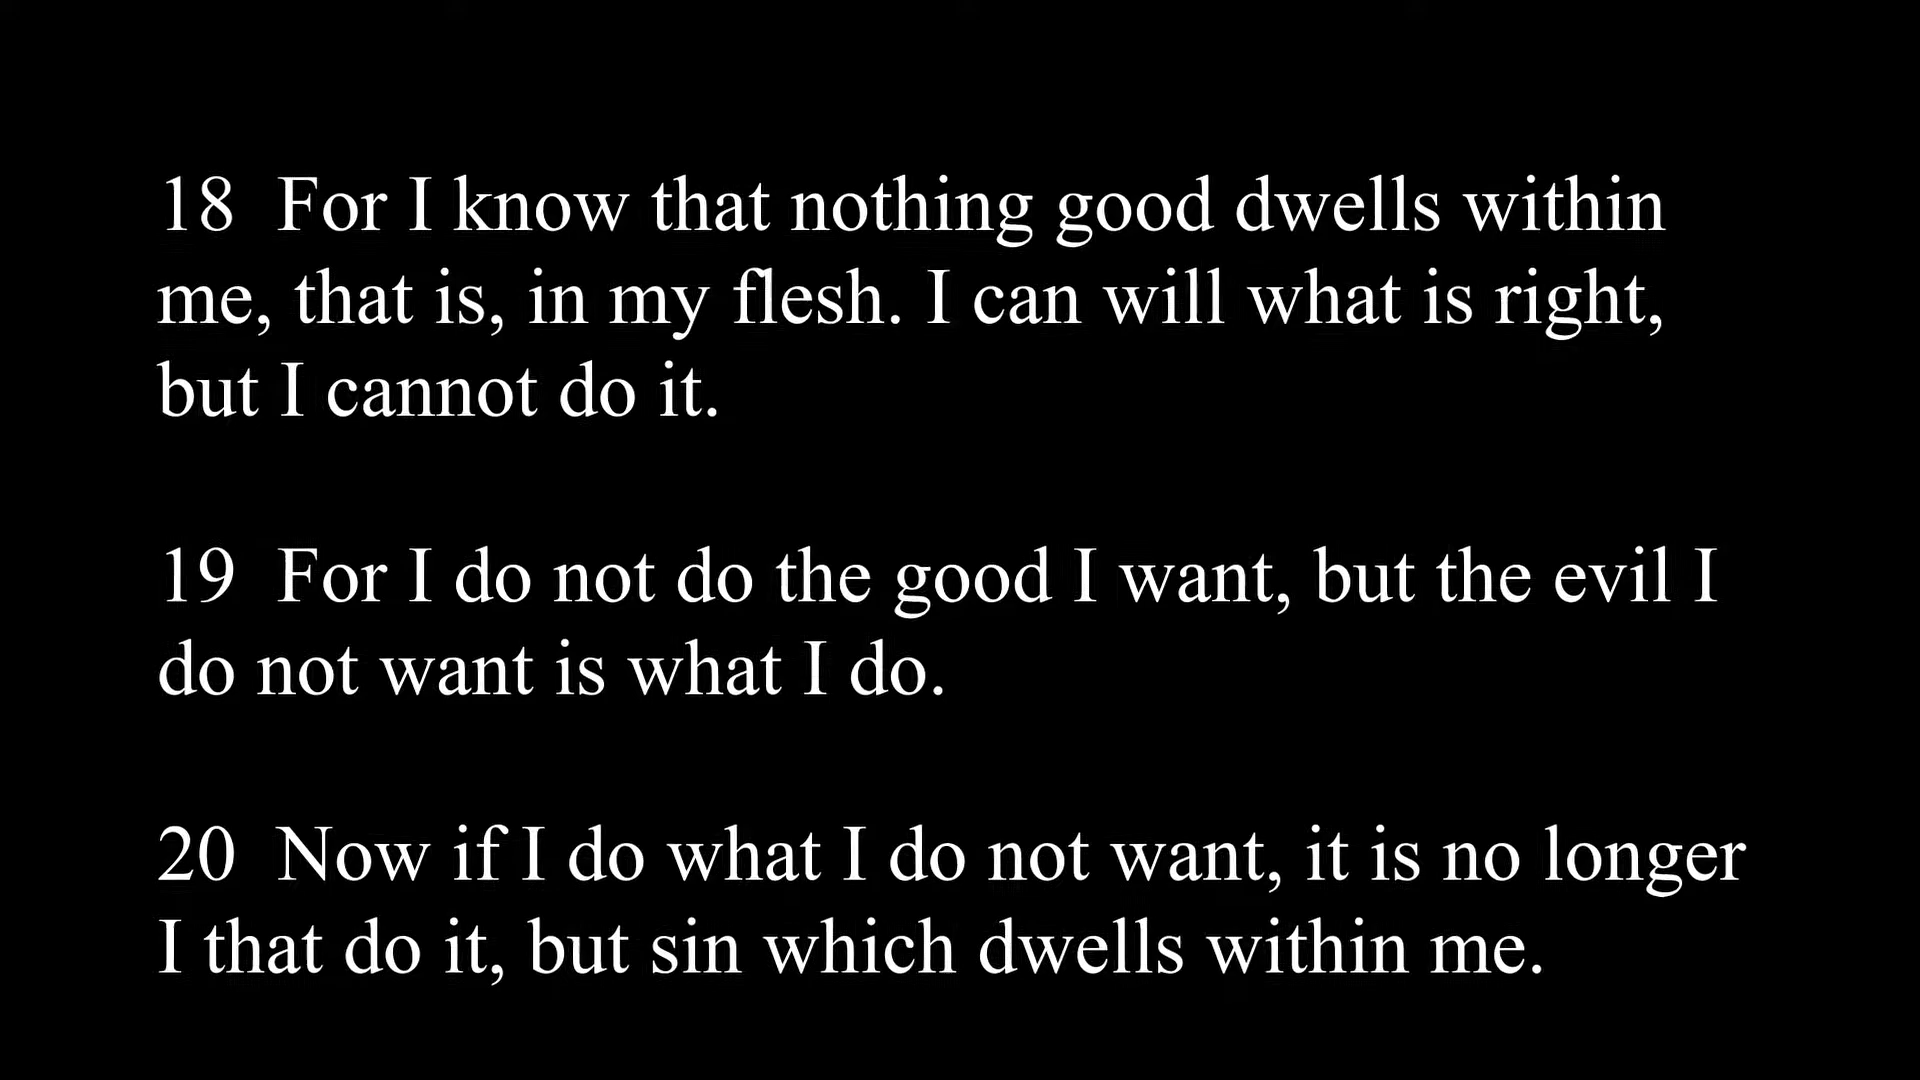 18  For I know that nothing good dwells within
me, that is, in my flesh. I can will what is right,
but I cannot do it.
19  For I do not do the good I want, but the evil I
do not want is what I do.
20  Now if I do what I do not want, it is no longer
I that do it, but sin which dwells within me.